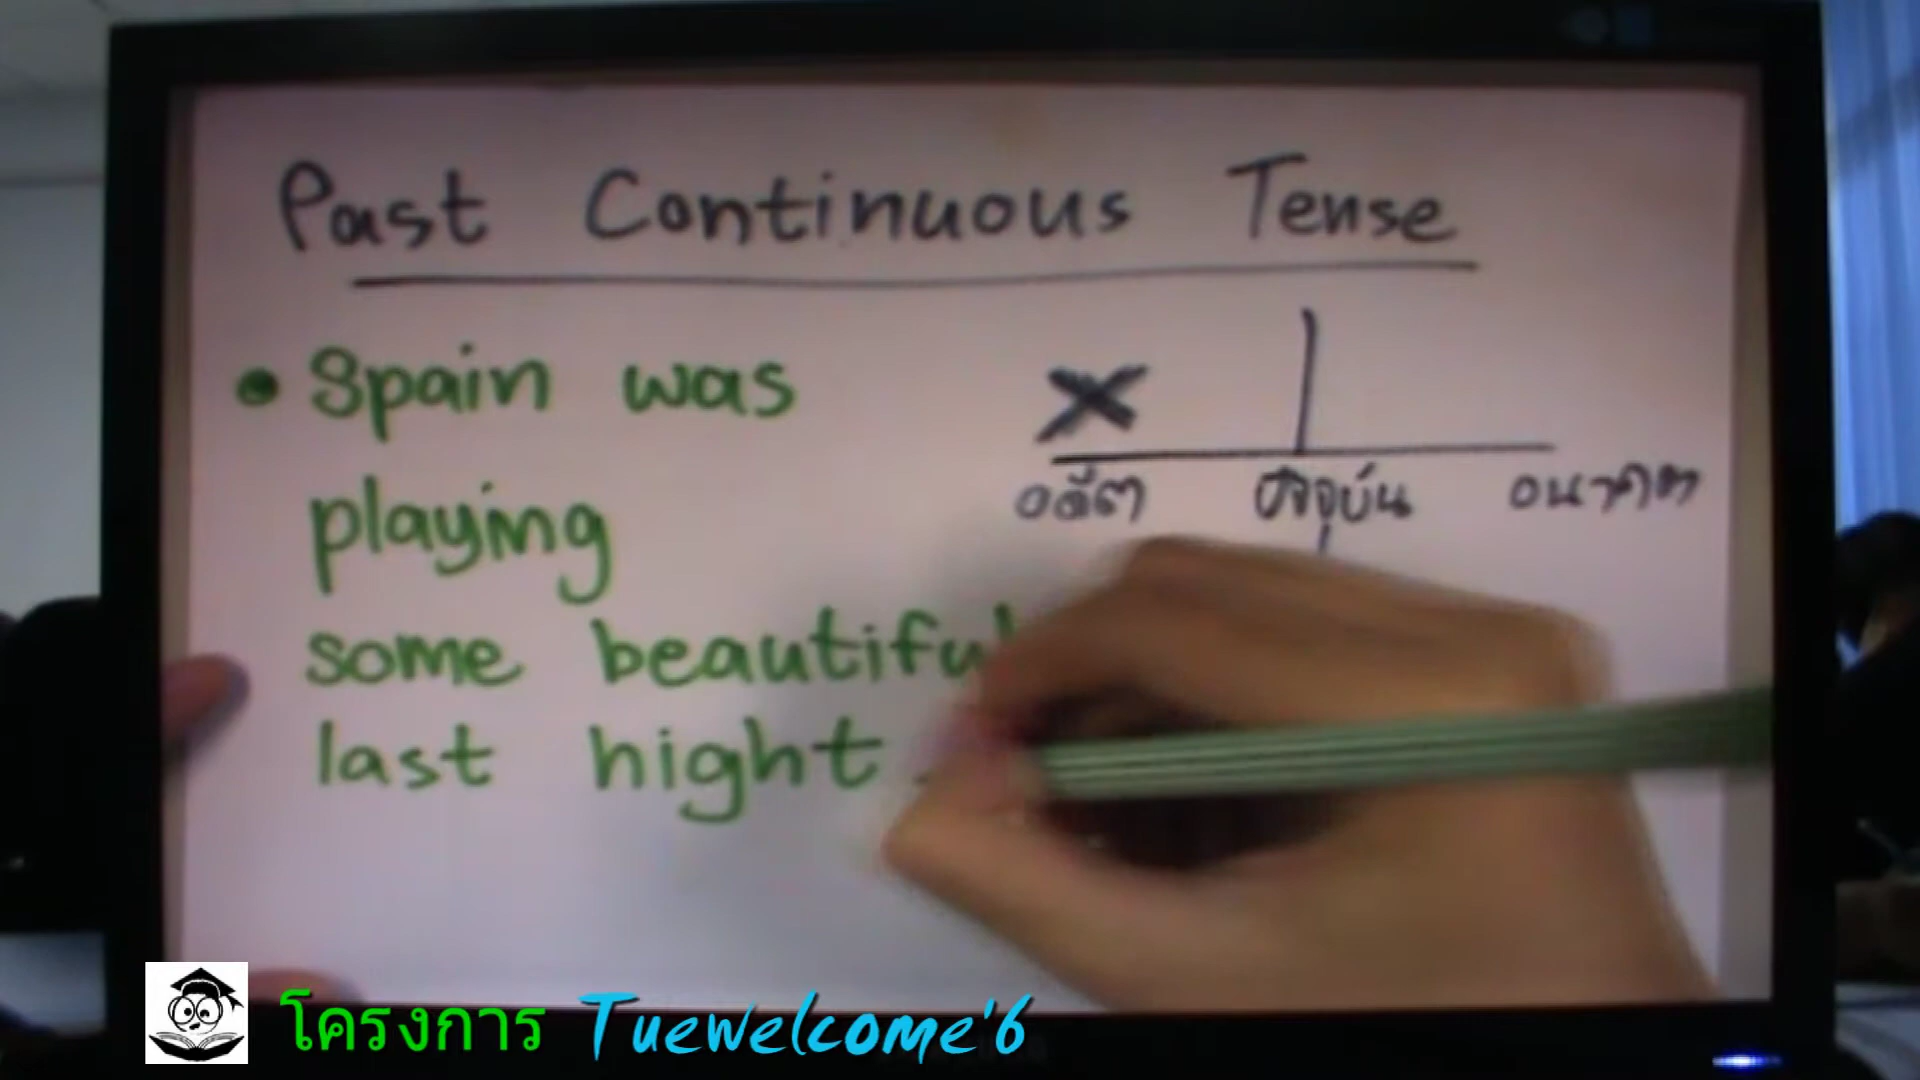 Past Continuous Tense
• Spain was
playing
some beautiful
last hight
อดีต ปัจจุบัน อนาคต
โครงการ Tuewelcome'6